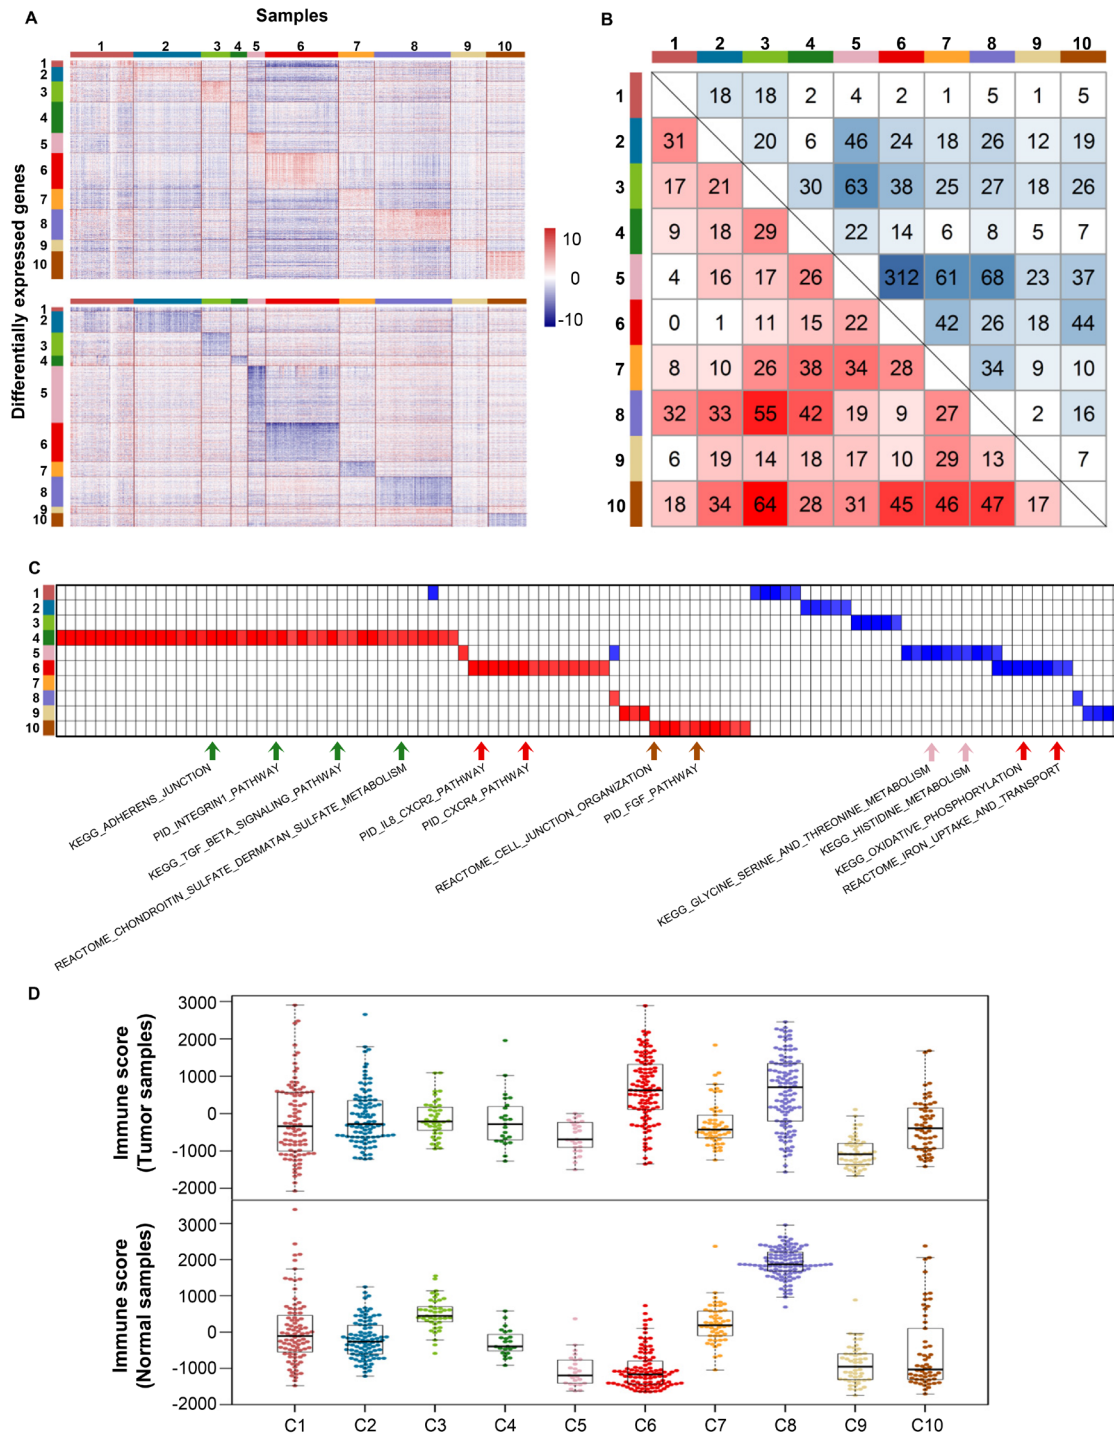 A
Samples
1 2 3 4 5 6 7 8 9 10
Differentially expressed genes
1
2
3
4
5
6
7
8
9
10
10
0
-10
1
2
3
4
5
6
7
8
9
10
B
1 2 3 4 5 6 7 8 9 10
1 18 18 2 4 2 1 5 1 5
2 31 20 6 46 24 18 26 12 19
3 17 21 30 63 38 25 27 18 26
4 9 18 29 22 14 6 8 5 7
5 4 16 17 26 312 61 68 23 37
6 0 1 11 15 22 42 26 18 44
7 8 10 26 38 34 28 34 9 10
8 32 33 55 42 19 9 27 2 16
9 6 19 14 18 17 10 29 13 7
10 18 34 64 28 31 45 46 47 17
C
1
2
3
4
5
6
7
8
9
10
KEGG_ADHERENS_JUNCTION
PID_INTEGRIN1_PATHWAY
KEGG_TGF_BETA_SIGNALING_PATHWAY
REACTOME_CHONDROITIN_SULFATE_DERMATAN_SULFATE_METABOLISM
PID_IL8_CXCR2_PATHWAY
PID_CXCR4_PATHWAY
REACTOME_CELL_JUNCTION_ORGANIZATION
PID_FGF_PATHWAY
KEGG_GLYCINE_SERINE_AND_THREONINE_METABOLISM
KEGG_HISTIDINE_METABOLISM
KEGG_OXIDATIVE_PHOSPHORYLATION
REACTOME_IRON_UPTAKE_AND_TRANSPORT
D
Immune score
(Tumor samples)
3000
2000
1000
0
-1000
-2000
Immune score
(Normal samples)
3000
2000
1000
0
-1000
-2000
C1 C2 C3 C4 C5 C6 C7 C8 C9 C10